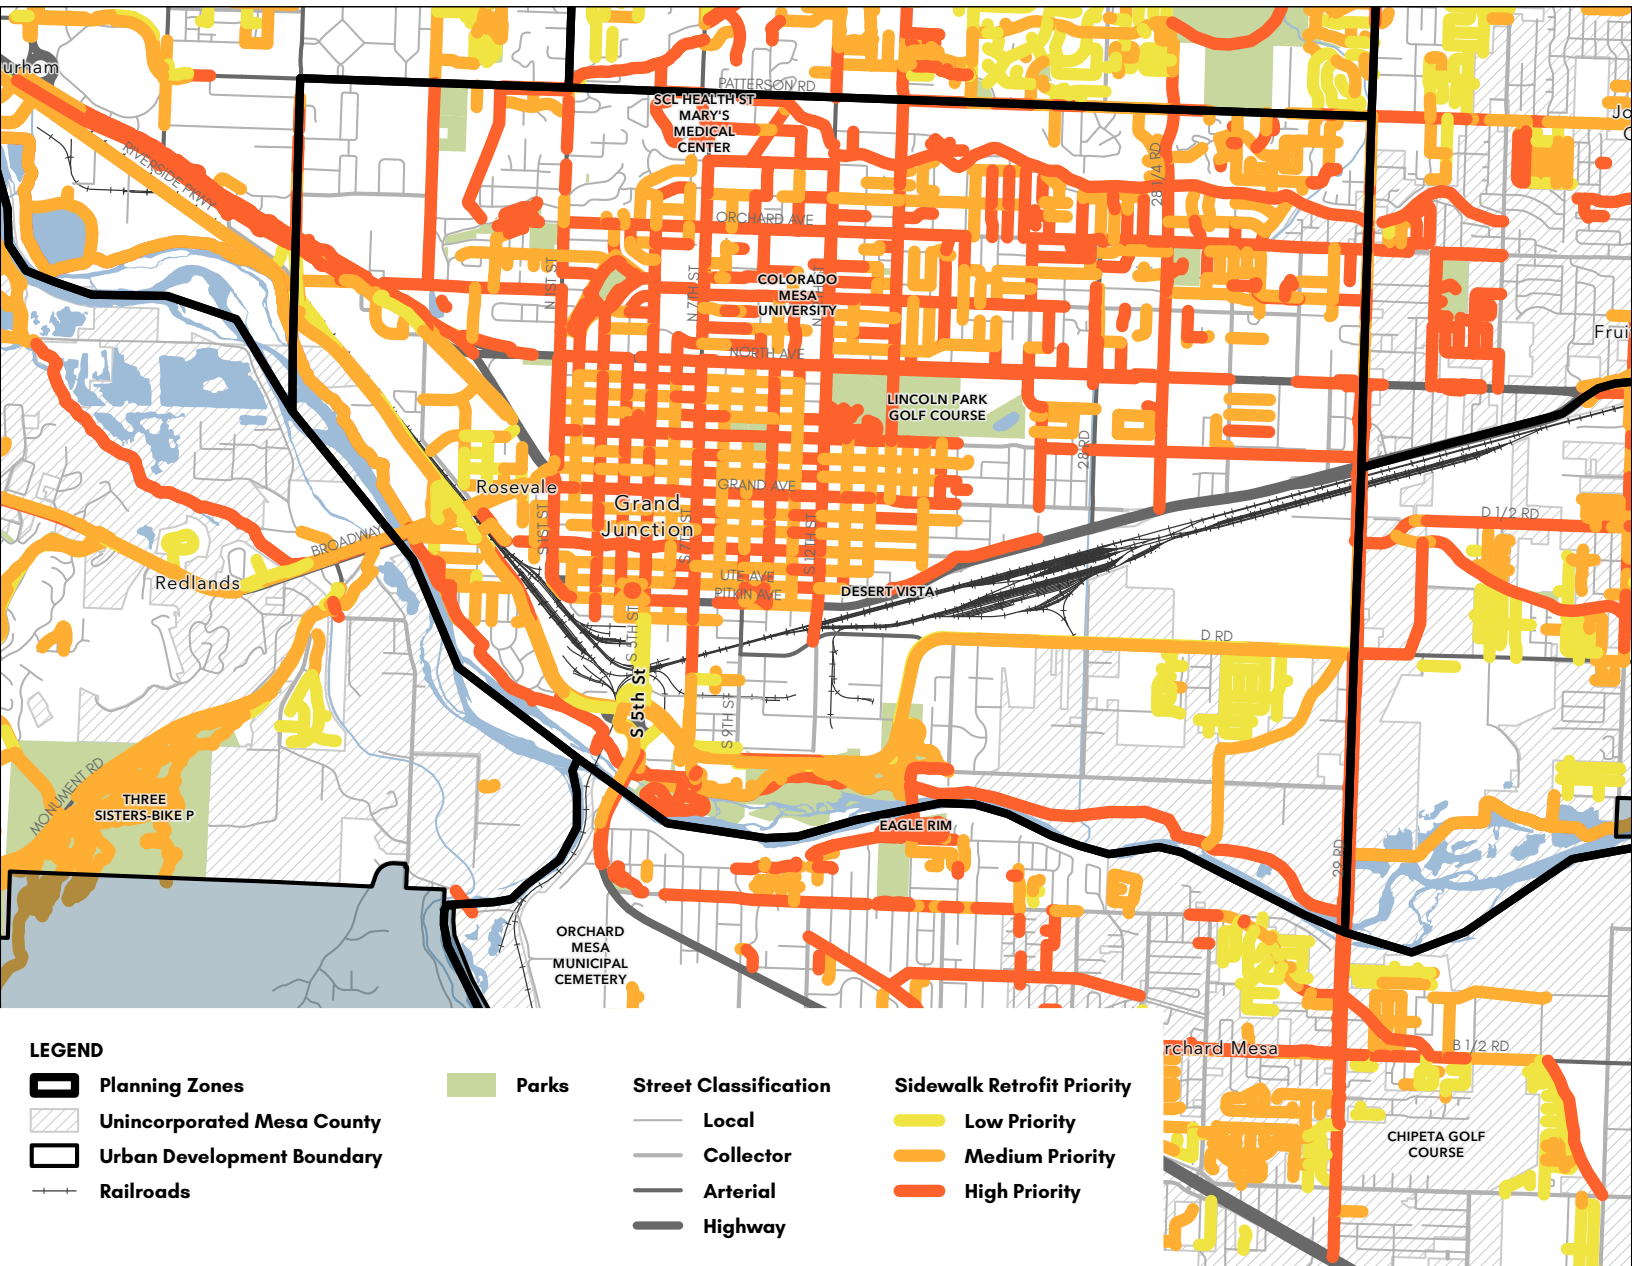 urham
PATTERSON RD
SCL HEALTH ST
MARY'S
MEDICAL
CENTER
Jo
RIVERSIDE PKWY
28 1/4 RD
ORCHARD AVE
N 1ST ST
N 7TH ST
COLORADO
MESA
UNIVERSITY
Frui
NORTH AVE
LINCOLN PARK
GOLF COURSE
28 RD
Rosevale
GRAND AVE
Grand
Junction
S 1ST ST
S 7TH ST
S 12TH ST
D 1/2 RD
BROADWAY
Redlands
UTE AVE
PITKIN AVE
DESERT VISTA
S 5TH ST
D RD
S 5th St
S 9TH ST
MONUMENT RD
THREE
SISTERS-BIKE P
EAGLE RIM
29 RD
ORCHARD
MESA
MUNICIPAL
CEMETERY
rchard Mesa
B 1/2 RD
CHIPETA GOLF
COURSE
LEGEND
Planning Zones
Unincorporated Mesa County
Urban Development Boundary
Railroads
Parks
Street Classification
Local
Collector
Arterial
Highway
Sidewalk Retrofit Priority
Low Priority
Medium Priority
High Priority